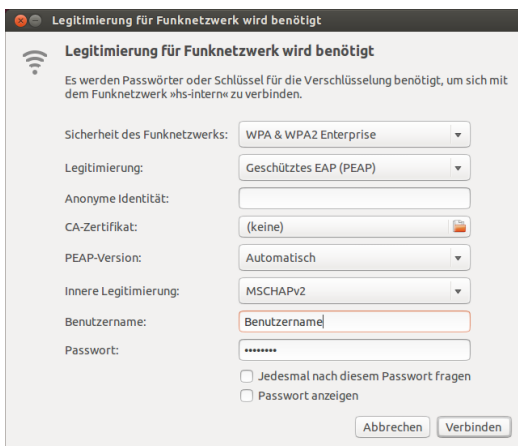 Legitimierung für Funknetzwerk wird benötigt
Legitimierung für Funknetzwerk wird benötigt
Es werden Passwörter oder Schlüssel für die Verschlüsselung benötigt, um sich mit
dem Funknetzwerk »hs-intern« zu verbinden.
Sicherheit des Funknetzwerks: WPA & WPA2 Enterprise
Legitimierung: Geschütztes EAP (PEAP)
Anonyme Identität:
CA-Zertifikat: (keine)
PEAP-Version: Automatisch
Innere Legitimierung: MSCHAPv2
Benutzername: Benutzername
Passwort: ••••••••
Jedesmal nach diesem Passwort fragen
Passwort anzeigen
Abbrechen Verbinden